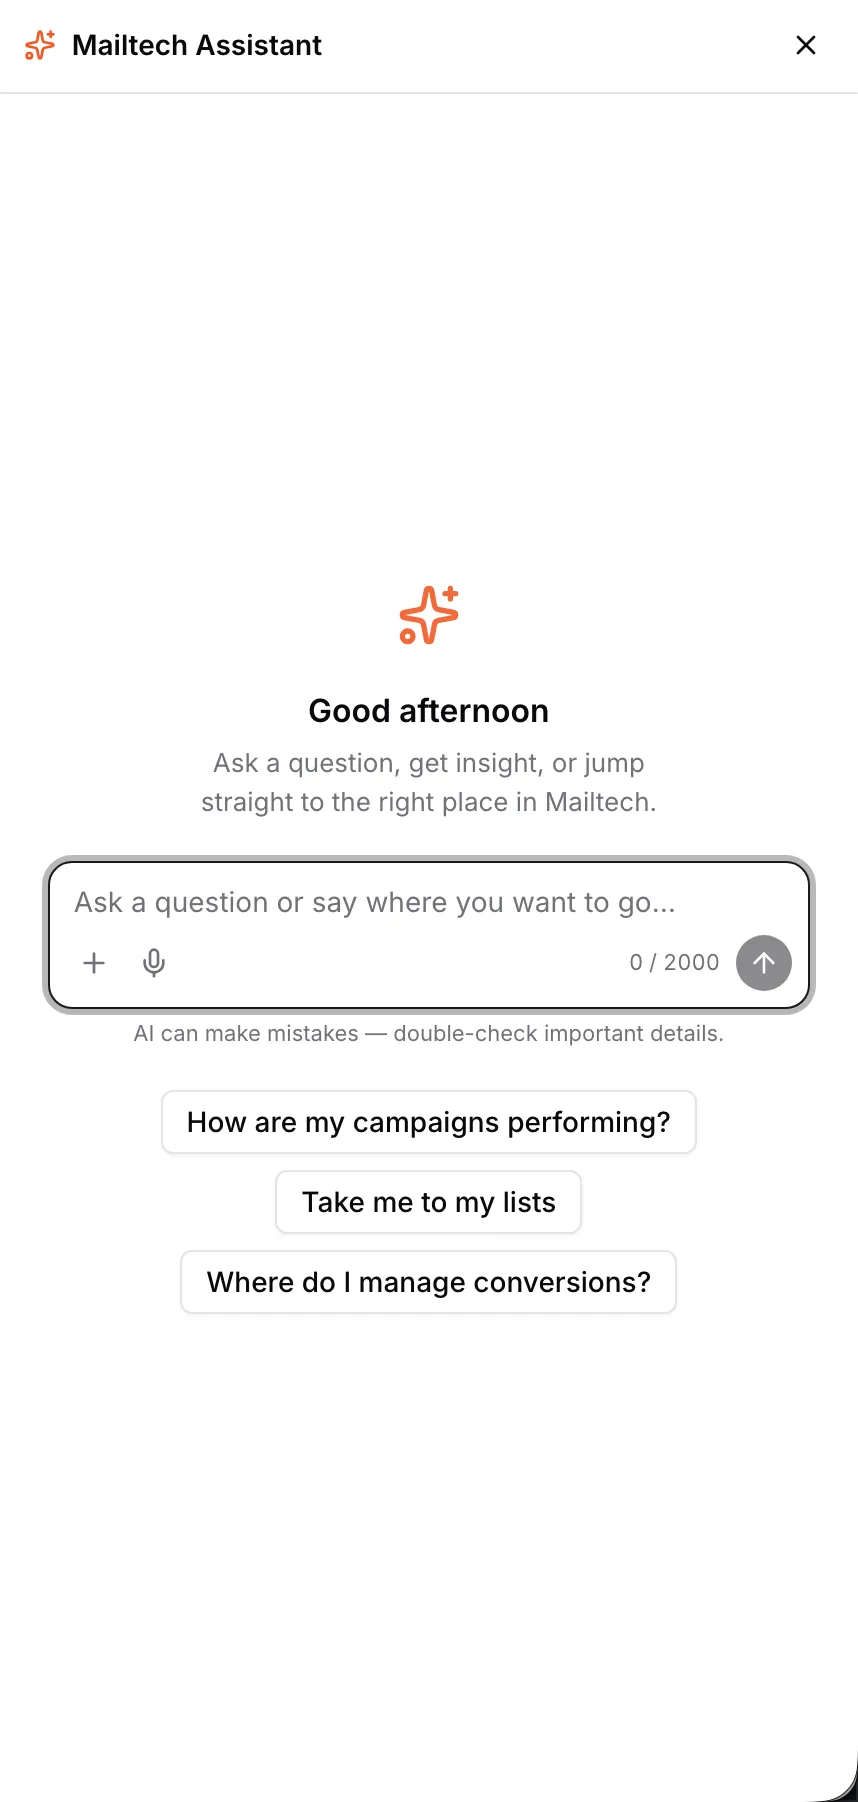 Mailtech Assistant
Good afternoon
Ask a question, get insight, or jump
straight to the right place in Mailtech.
Ask a question or say where you want to go...
0 / 2000
AI can make mistakes — double-check important details.
How are my campaigns performing?
Take me to my lists
Where do I manage conversions?